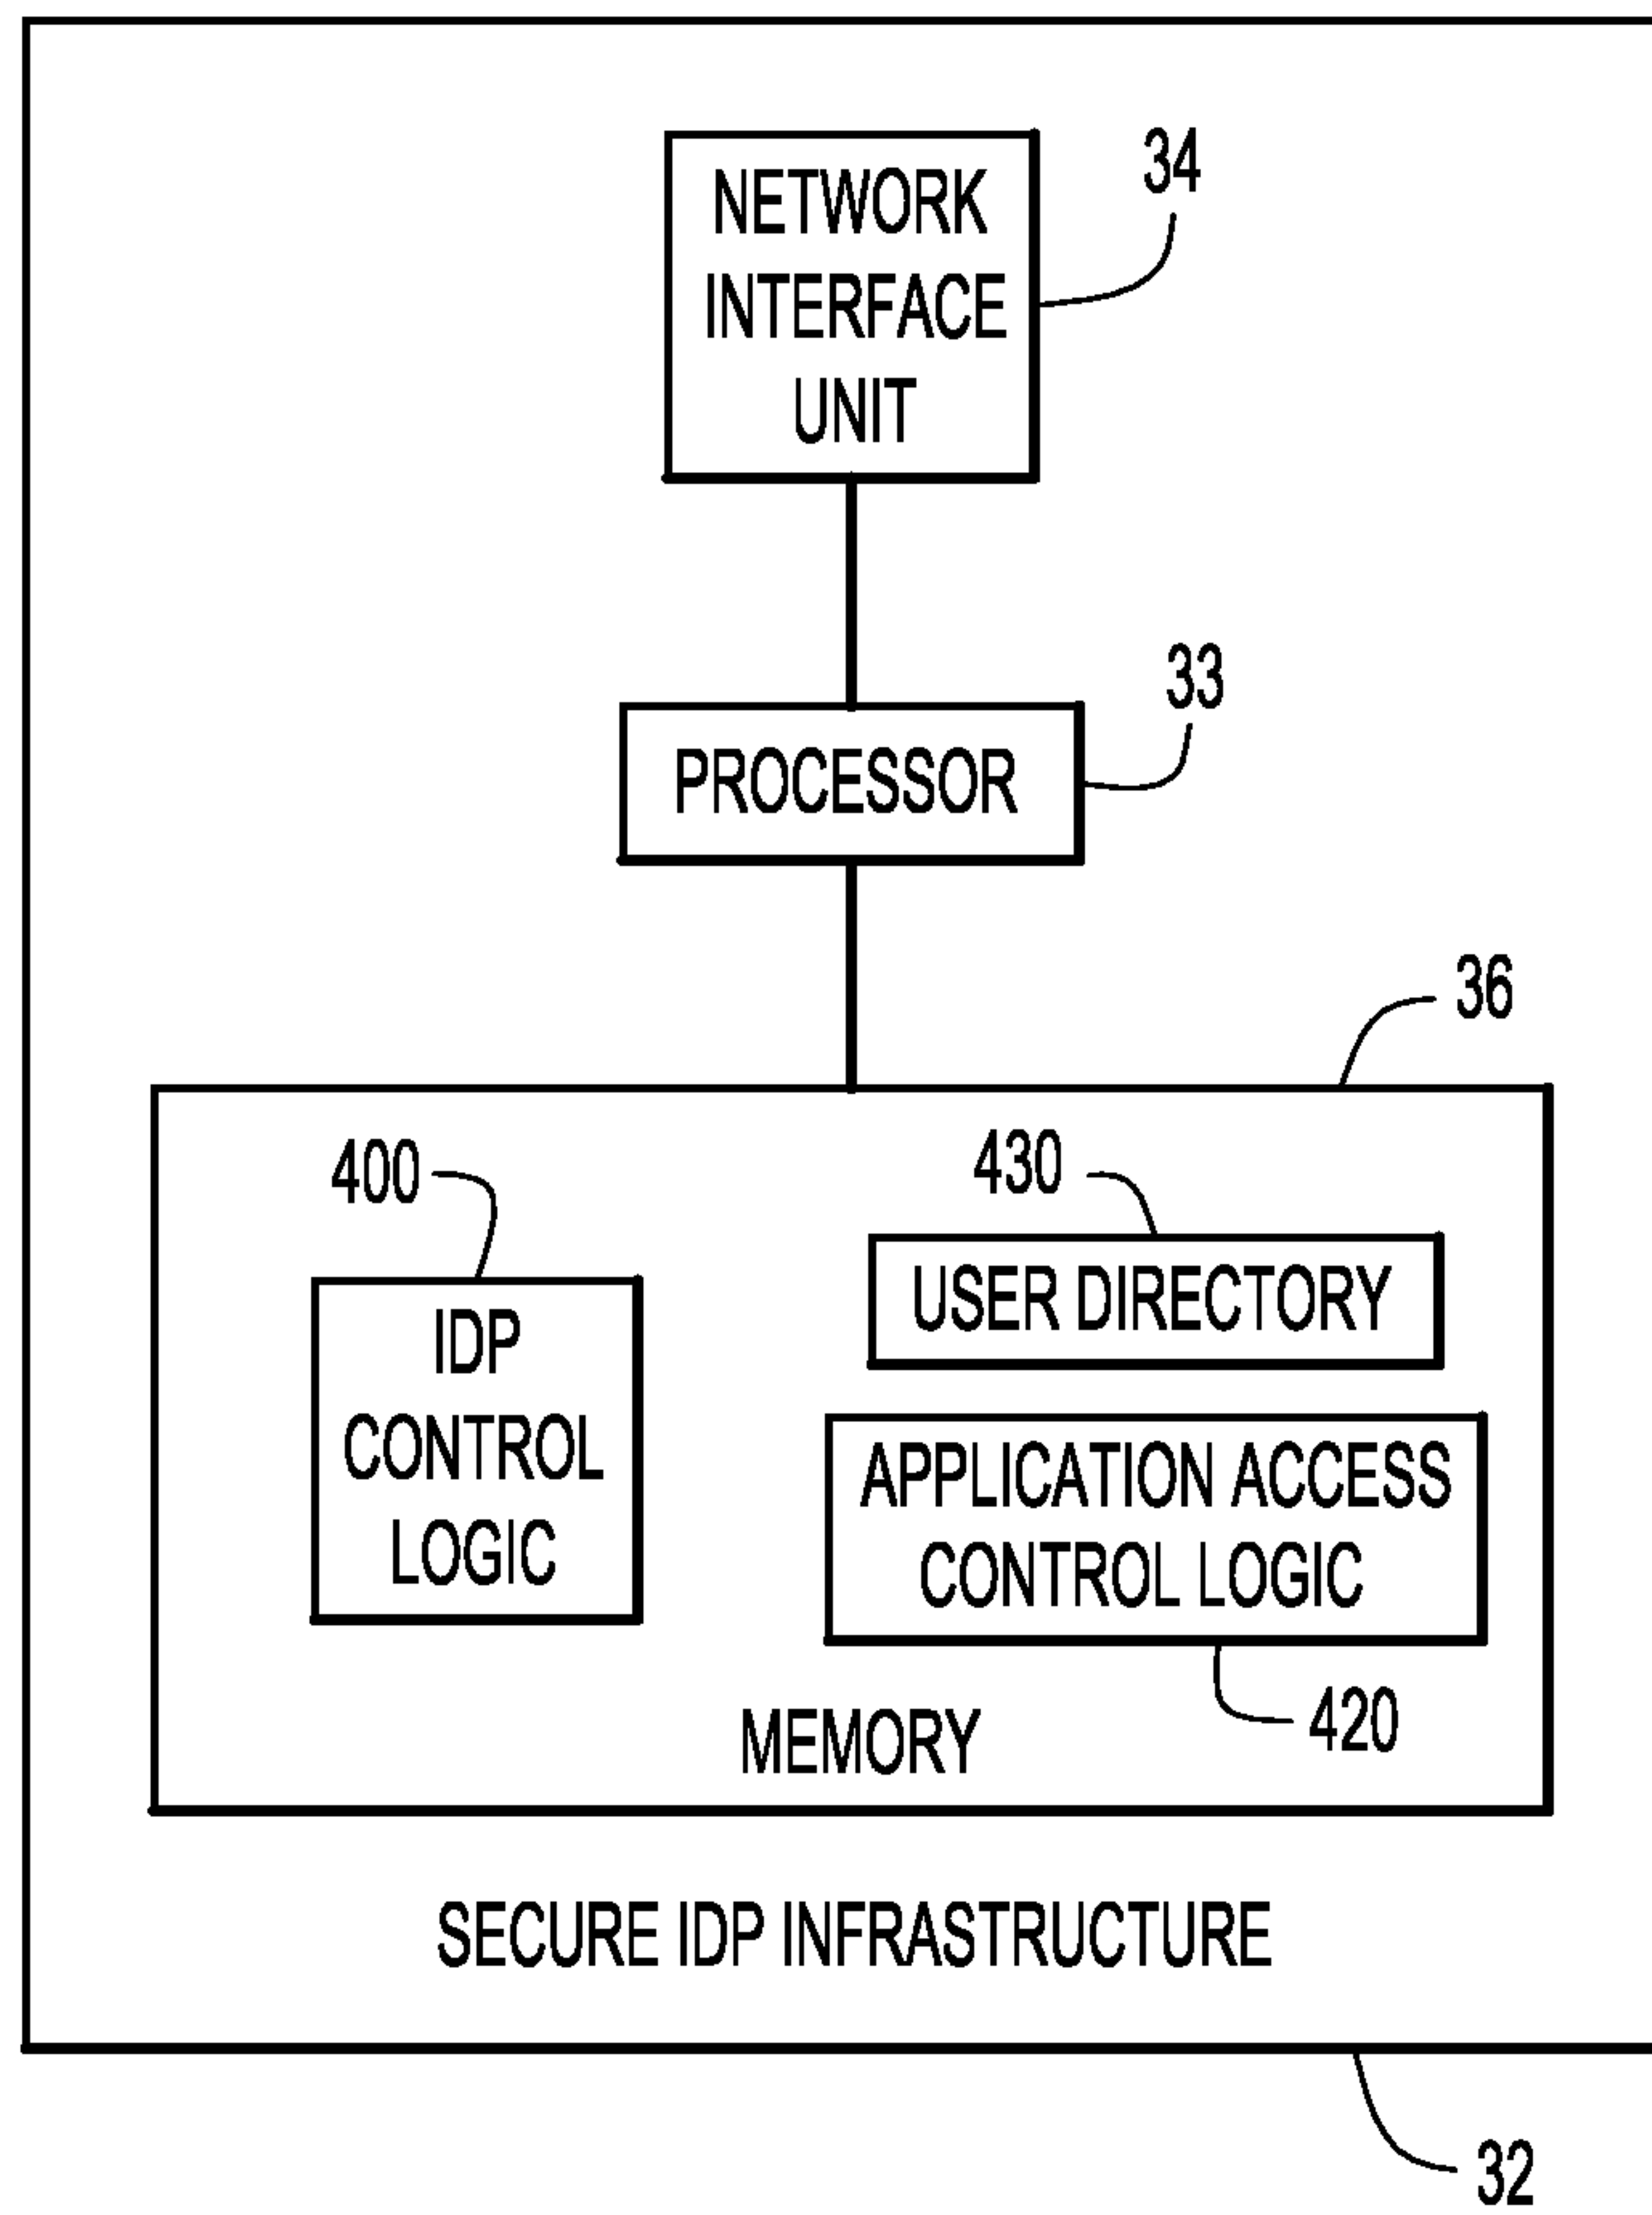 34
NETWORK
INTERFACE
UNIT
33
PROCESSOR
36
400
430
IDP
CONTROL
LOGIC
USER DIRECTORY
APPLICATION ACCESS
CONTROL LOGIC
420
MEMORY
SECURE IDP INFRASTRUCTURE
32